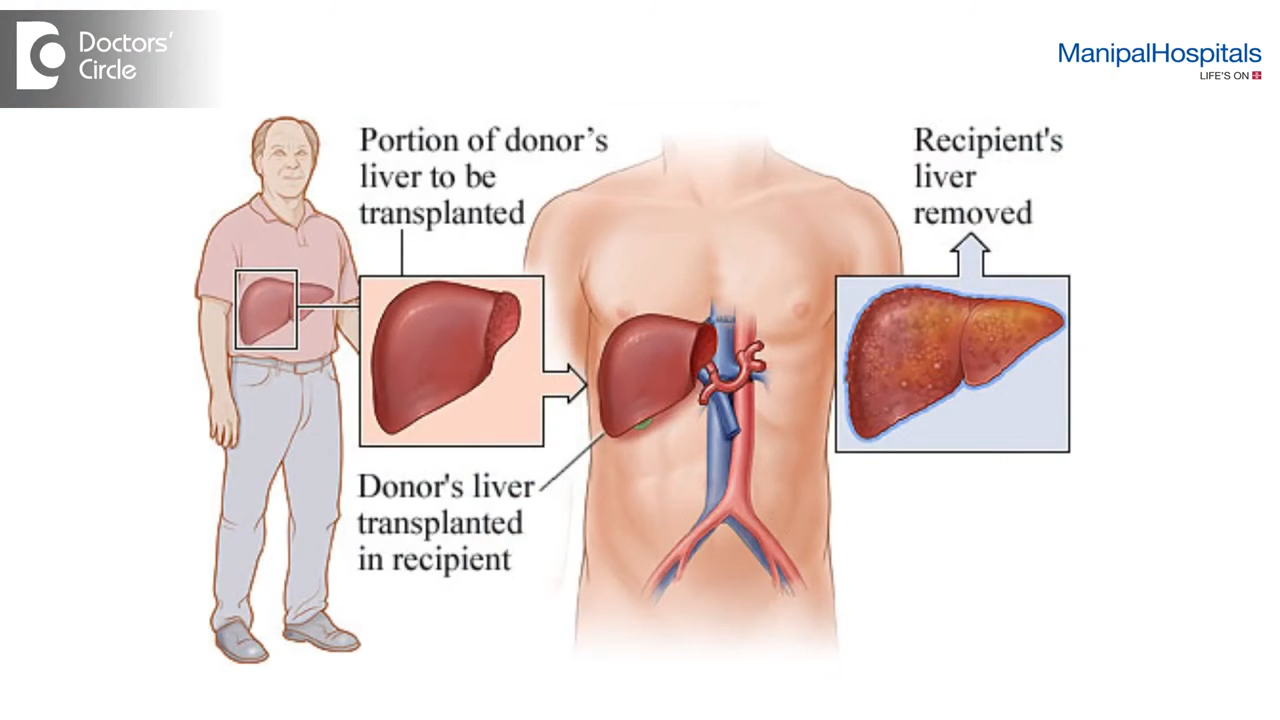 Doctors'
Circle
ManipalHospitals
LIFE'S ON
Portion of donor's
liver to be
transplanted
Recipient's
liver
removed
Donor's liver
transplanted
in recipient